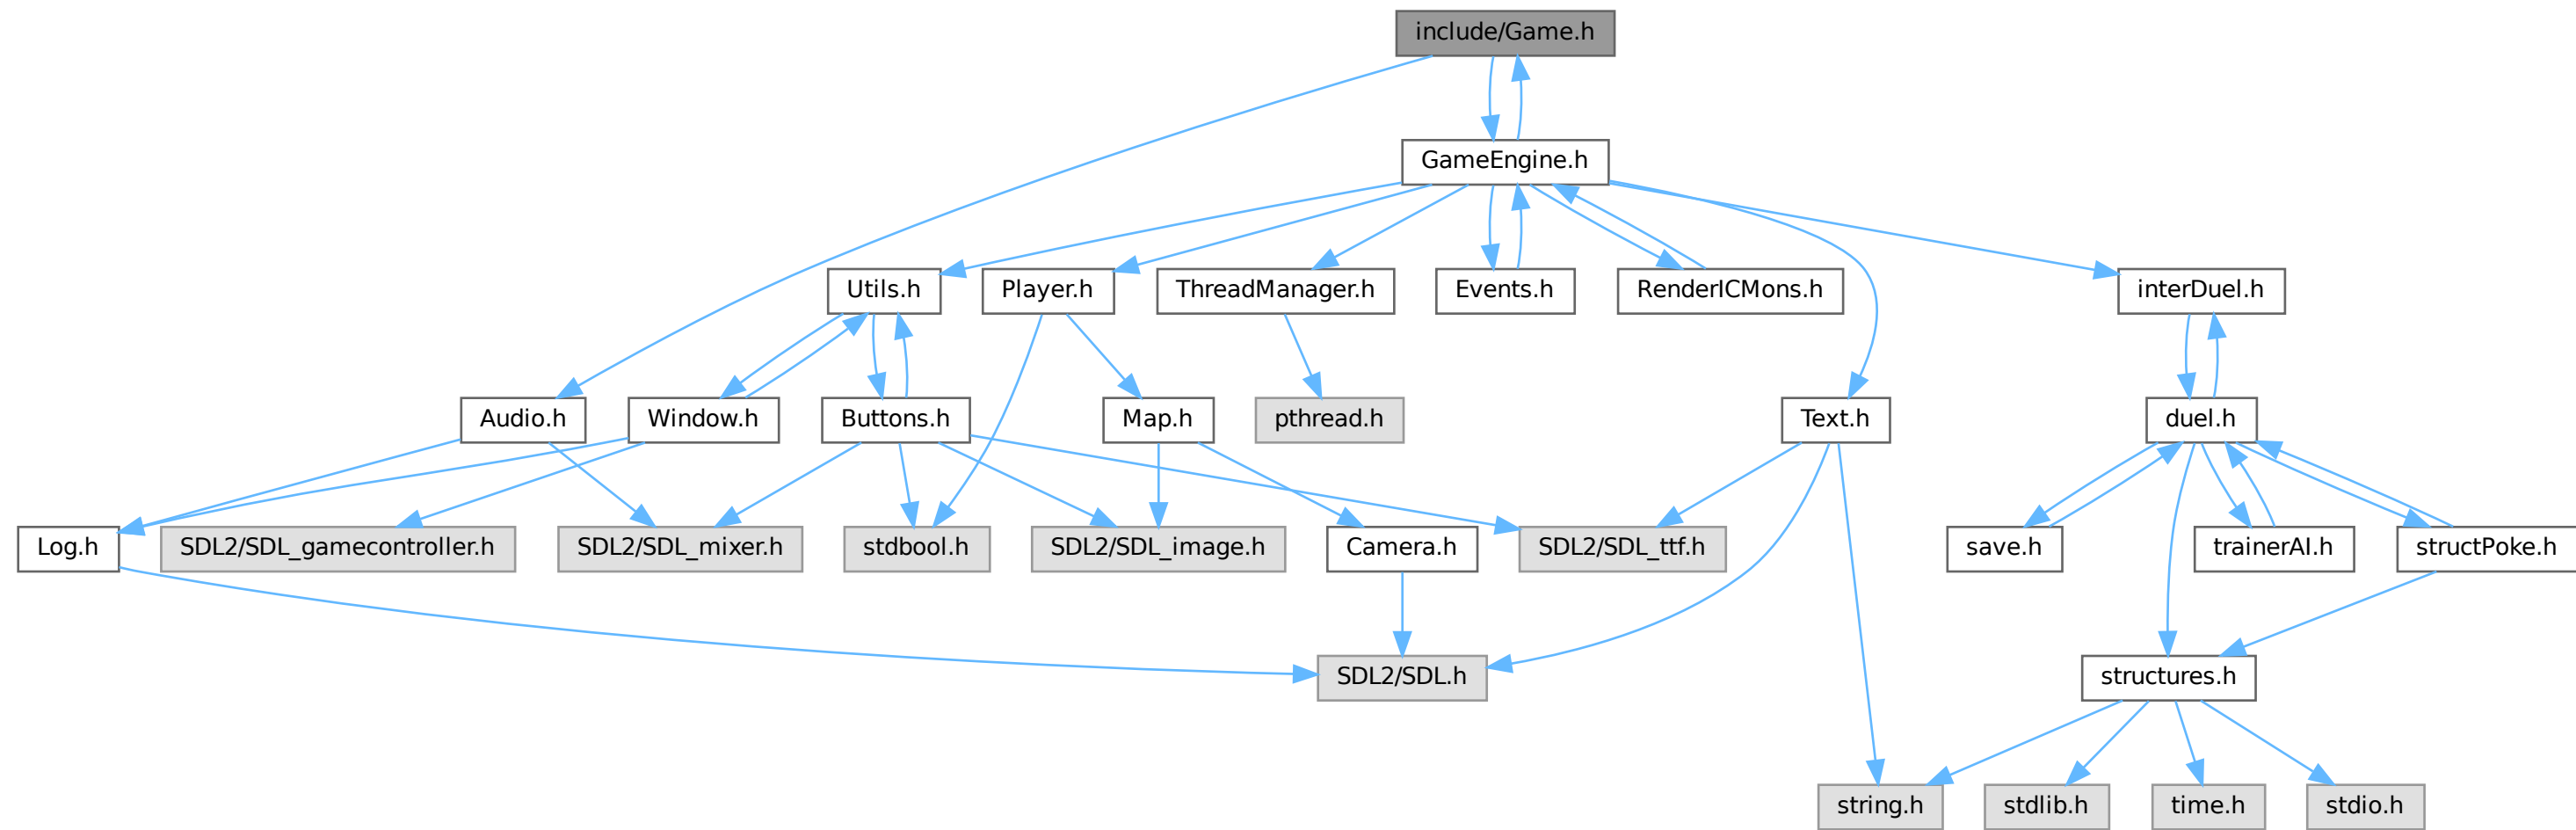 include/Game.h
GameEngine.h
Utils.h
Player.h
ThreadManager.h
Events.h
RenderICMons.h
interDuel.h
Audio.h
Window.h
Buttons.h
Map.h
pthread.h
Text.h
duel.h
Log.h
SDL2/SDL_gamecontroller.h
SDL2/SDL_mixer.h
stdbool.h
SDL2/SDL_image.h
Camera.h
SDL2/SDL_ttf.h
save.h
trainerAI.h
structPoke.h
SDL2/SDL.h
structures.h
string.h
stdlib.h
time.h
stdio.h